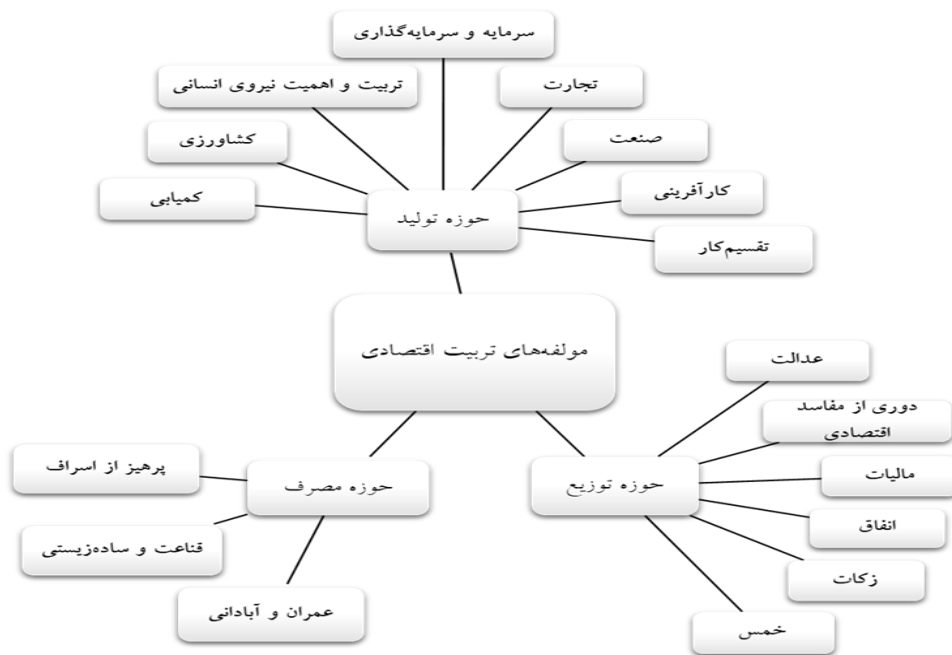 سرمایه و سرمایه‌گذاری
تربیت و اهمیت نیروی انسانی
تجارت
کشاورزی
صنعت
کمیابی
کارآفرینی
حوزه تولید
تقسیم‌کار
مولفه‌های تربیت اقتصادی
عدالت
دوری از مفاسد
اقتصادی
حوزه مصرف
پرهیز از اسراف
قناعت و ساده‌زیستی
عمران و آبادانی
حوزه توزیع
مالیات
انفاق
زکات
خمس